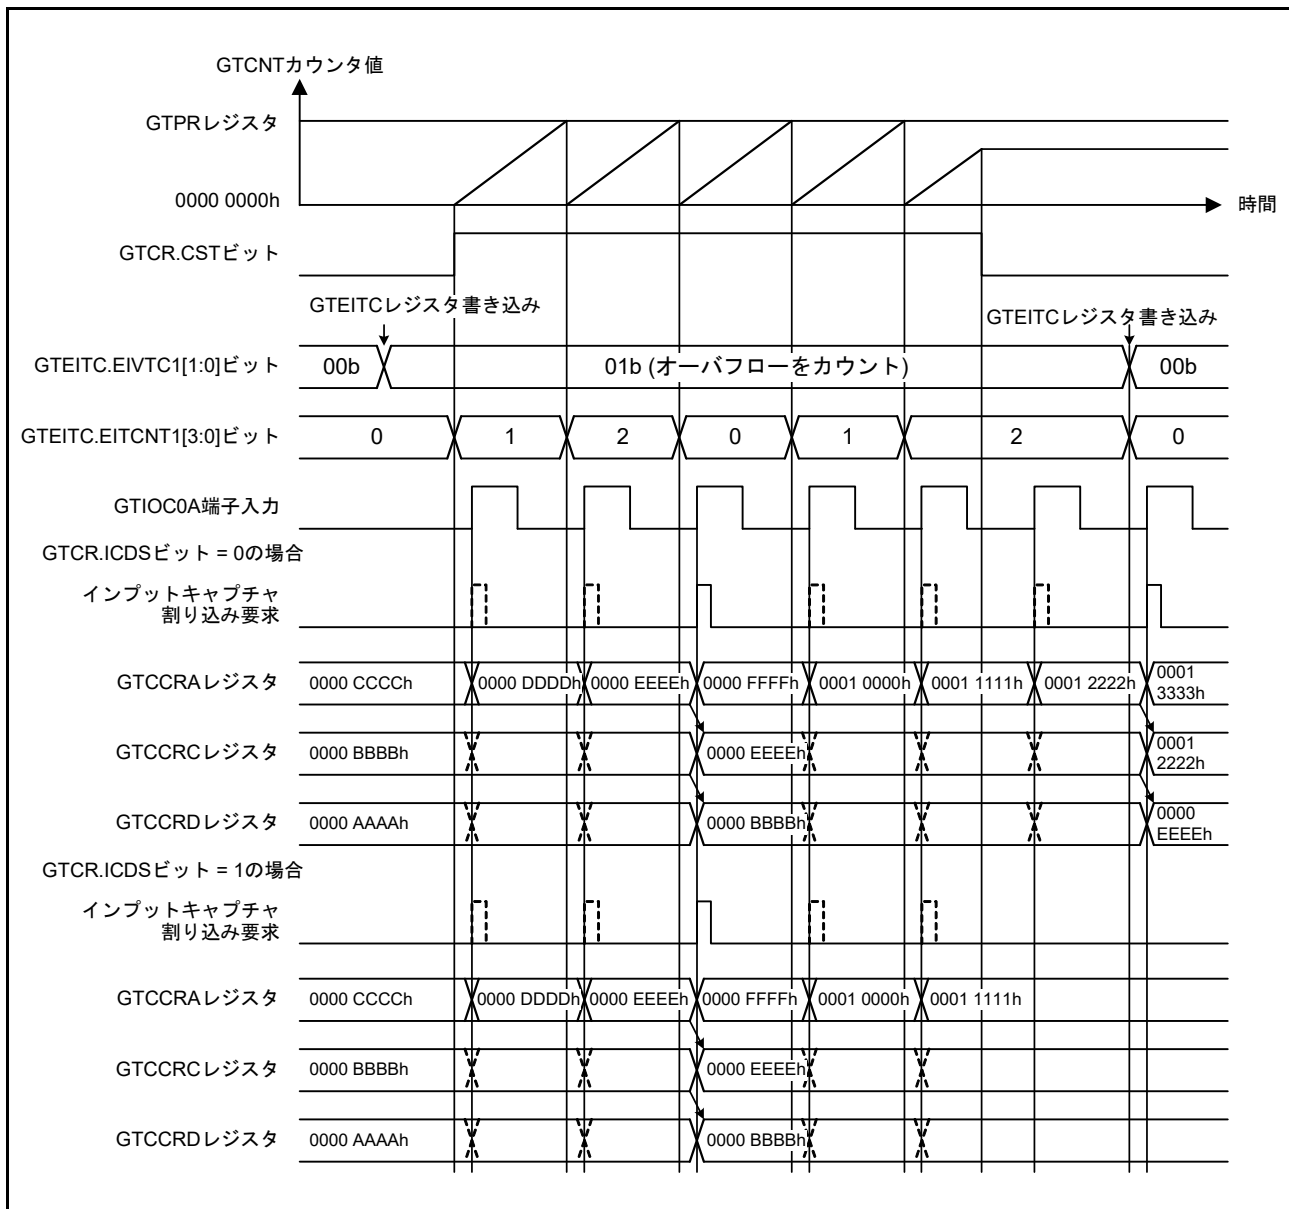 GTCNTカウンタ値
GTPRレジスタ
0000 0000h
時間
GTCR.CSTビット
GTEITCレジスタ書き込み
GTEITCレジスタ書き込み
GTEITC.EIVTC1[1:0]ビット
00b
01b (オーバフローをカウント)
00b
GTEITC.EITCNT1[3:0]ビット
0
1
2
0
1
2
0
GTIOC0A端子入力
GTCR.ICDSビット = 0の場合
インプットキャプチャ
割り込み要求
GTCCRAレジスタ
0000 CCCCh
0000 DDDDh
0000 EEEEh
0000 FFFFh
0001 0000h
0001 1111h
0001 2222h
0001
3333h
GTCCRCレジスタ
0000 BBBBh
0000 EEEEh
0001
2222h
GTCCRDレジスタ
0000 AAAAh
0000 BBBBh
0000
EEEEh
GTCR.ICDSビット = 1の場合
インプットキャプチャ
割り込み要求
GTCCRAレジスタ
0000 CCCCh
0000 DDDDh
0000 EEEEh
0000 FFFFh
0001 0000h
0001 1111h
GTCCRCレジスタ
0000 BBBBh
0000 EEEEh
GTCCRDレジスタ
0000 AAAAh
0000 BBBBh